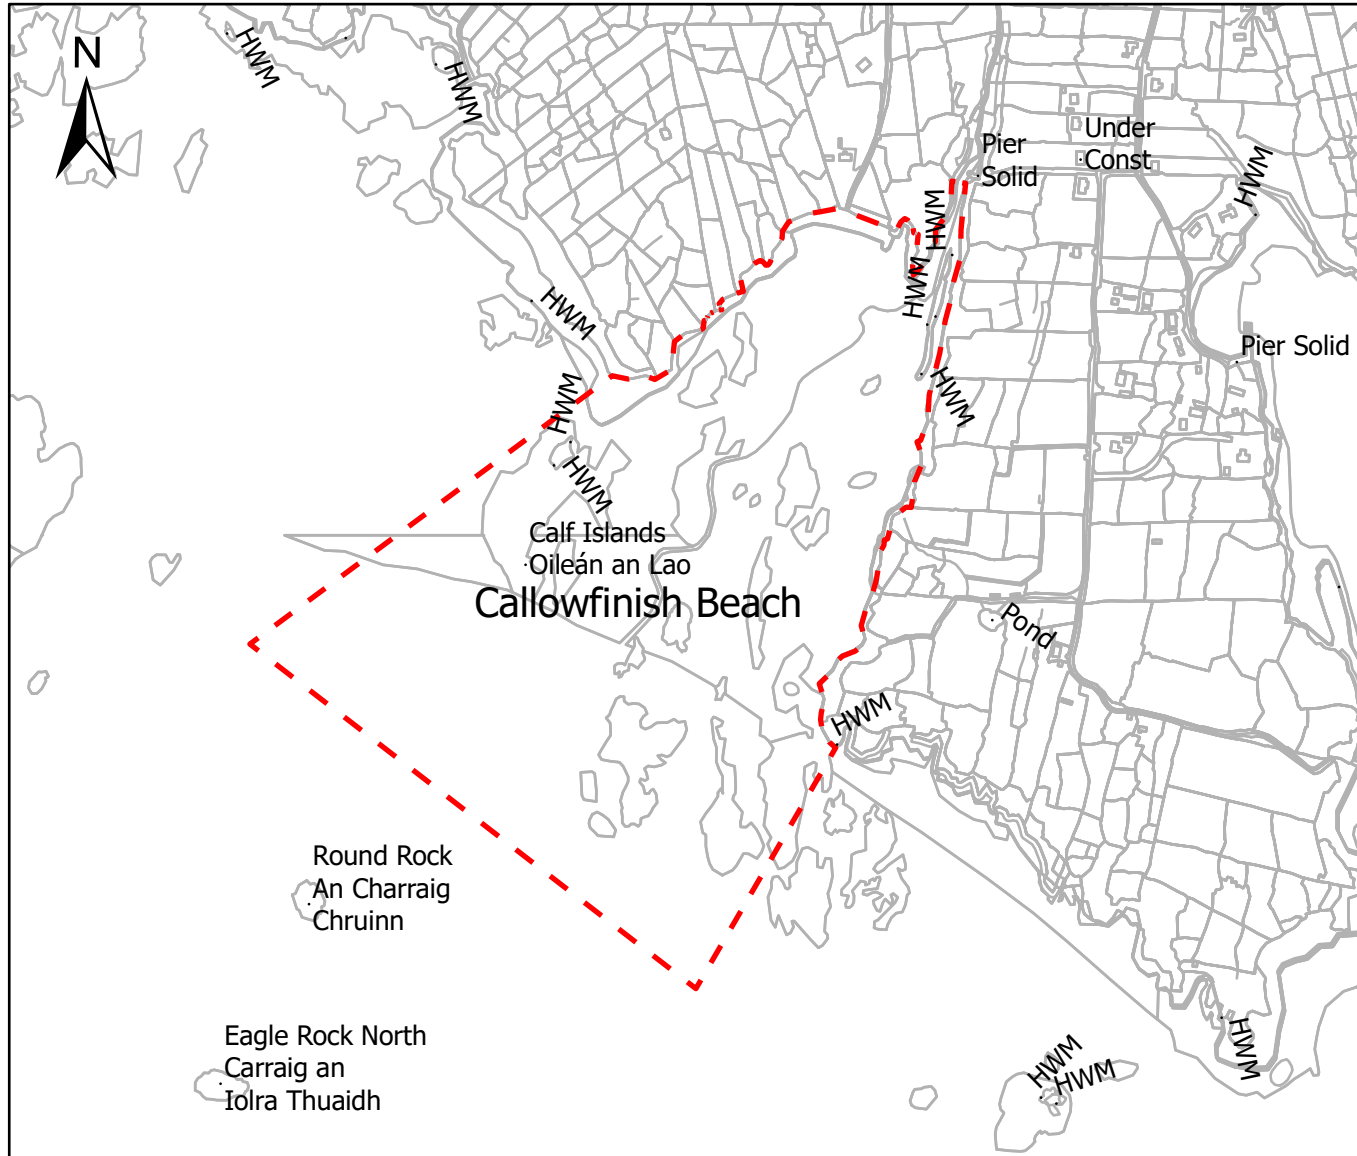 N
HWM
HWM
Under
Const
Pier
Solid
HWM
HWM
HWM
HWM
Pier Solid
HWM
HWM
HWM
Calf Islands
Oileán an Lao
Callowfinish Beach
Pond
HWM
Round Rock
An Charraig
Chruinn
Eagle Rock North
Carraig an
Iolra Thuaidh
HWM
HWM
HWM